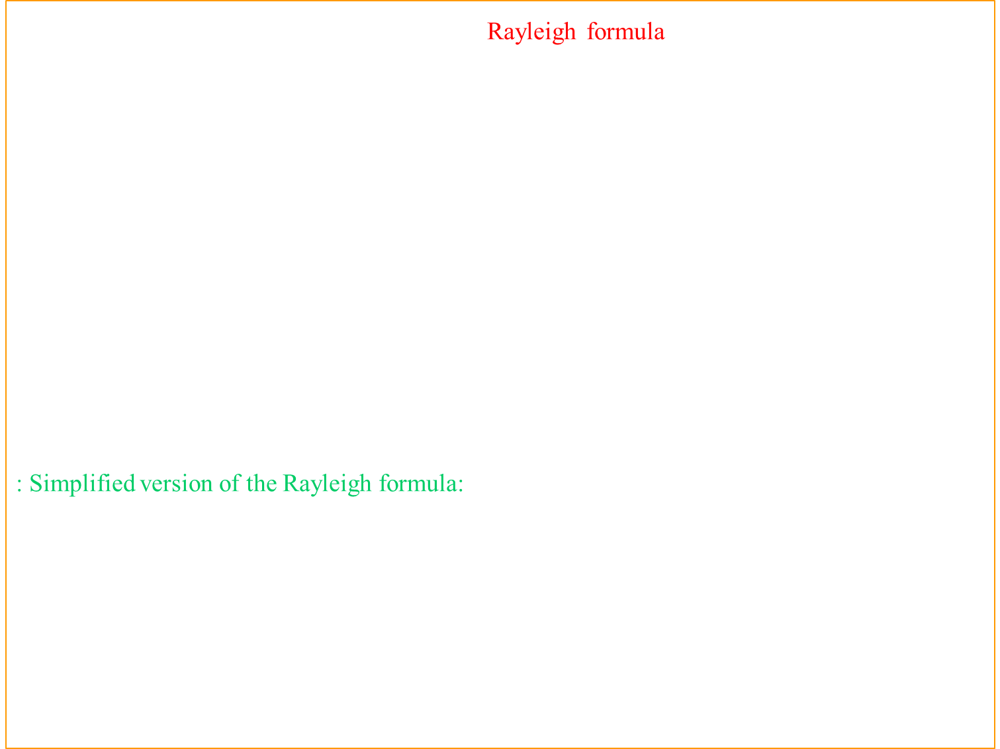 Rayleigh formula
: Simplified version of the Rayleigh formula: